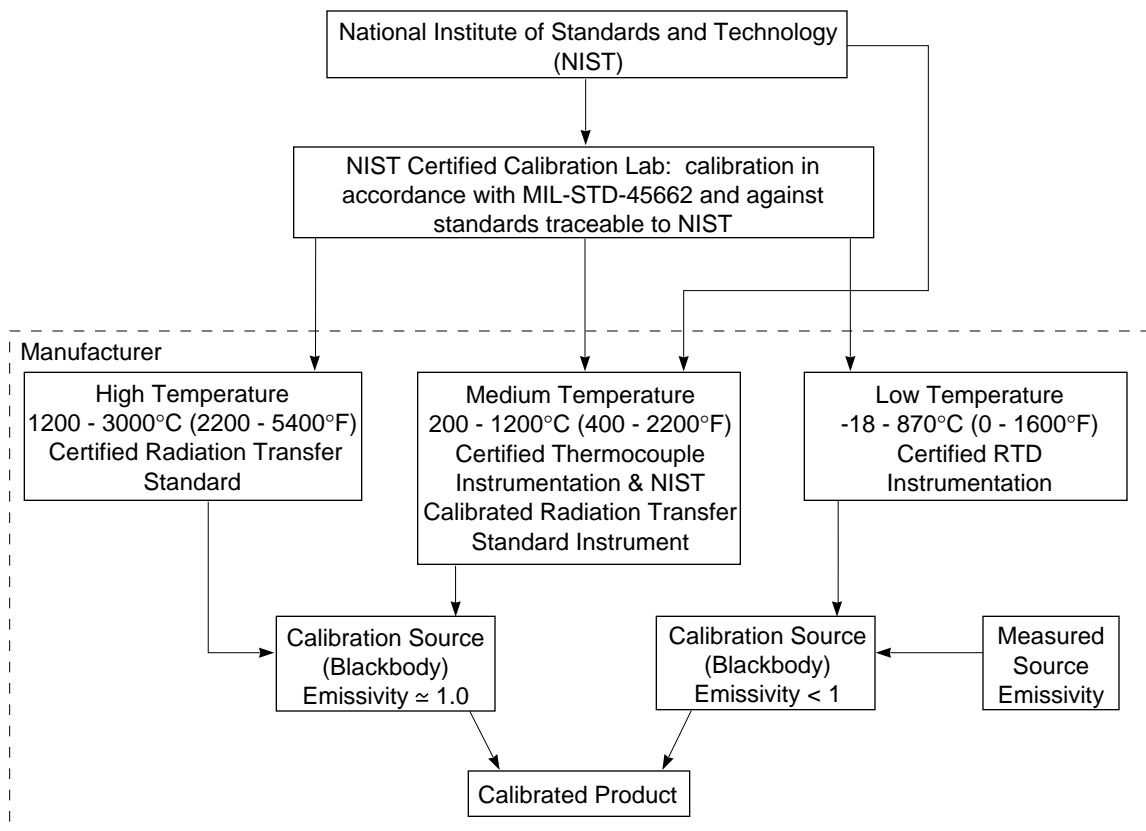 National Institute of Standards and Technology
(NIST)
NIST Certified Calibration Lab:  calibration in
accordance with MIL-STD-45662 and against
standards traceable to NIST
Manufacturer
High Temperature
1200 - 3000°C (2200 - 5400°F)
Certified Radiation Transfer
Standard
Medium Temperature
200 - 1200°C (400 - 2200°F)
Certified Thermocouple
Instrumentation & NIST
Calibrated Radiation Transfer
Standard Instrument
Low Temperature
-18 - 870°C (0 - 1600°F)
Certified RTD
Instrumentation
Calibration Source
(Blackbody)
Emissivity ≃ 1.0
Calibration Source
(Blackbody)
Emissivity < 1
Measured
Source
Emissivity
Calibrated Product